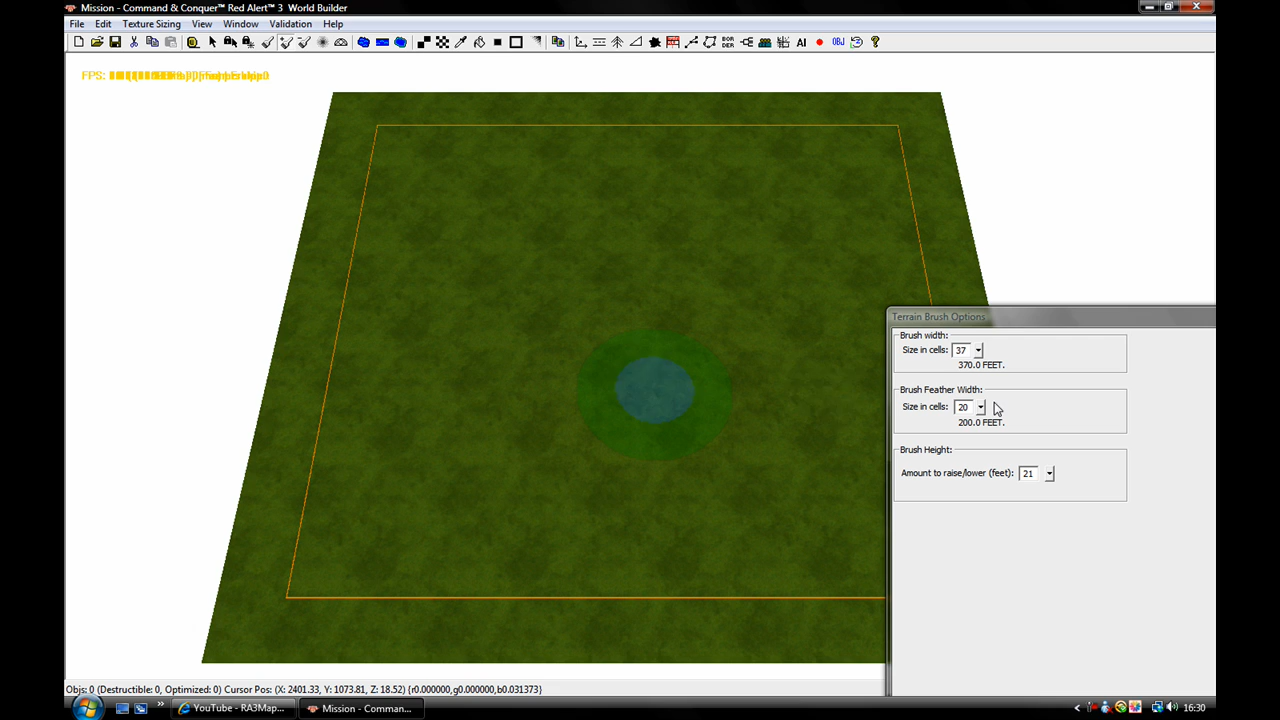 Mission - Command & Conquer™ Red Alert™ 3 World Builder
File Edit Texture Sizing View Window Validation Help
BOR
DER
AI
OBJ
FPS:
Terrain Brush Options
Brush width:
Size in cells: 37
370.0 FEET.
Brush Feather Width:
Size in cells: 20
200.0 FEET.
Brush Height:
Amount to raise/lower (feet): 21
Objs: 0 (Destructible: 0, Optimized: 0) Cursor Pos: (X: 2401.33, Y: 1073.81, Z: 18.52) {r0.000000,g0.000000,b0.031373}
YouTube - RA3Map...
Mission - Comman...
16:30